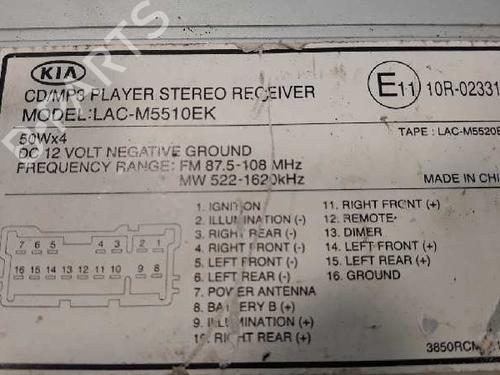 KIA
CD/MP3 PLAYER STEREO RECEIVER
MODEL:LAC-M5510EK
E11 10R-02331
50Wx4
DC 12 VOLT NEGATIVE GROUND
FREQUENCY RANGE: FM 87.5-108 MHz
MW 522-1620kHz
TAPE : LAC-M5520E
MADE IN CHI
1. IGNITION
2. ILLUMINATION (-)
3. RIGHT REAR (-)
4. RIGHT FRONT (-)
5. LEFT FRONT (-)
6. LEFT REAR (-)
7. POWER ANTENNA
8. BATTERY B (+)
9. ILLUMINATION (+)
10. RIGHT REAR (+)
11. RIGHT FRONT (+)
12. REMOTE-
13. DIMER
14. LEFT FRONT (+)
15. LEFT REAR (+)
16. GROUND
7 6 5 4 3 2 1
16 15 14 13 12 11 10 9 8
3850RCM